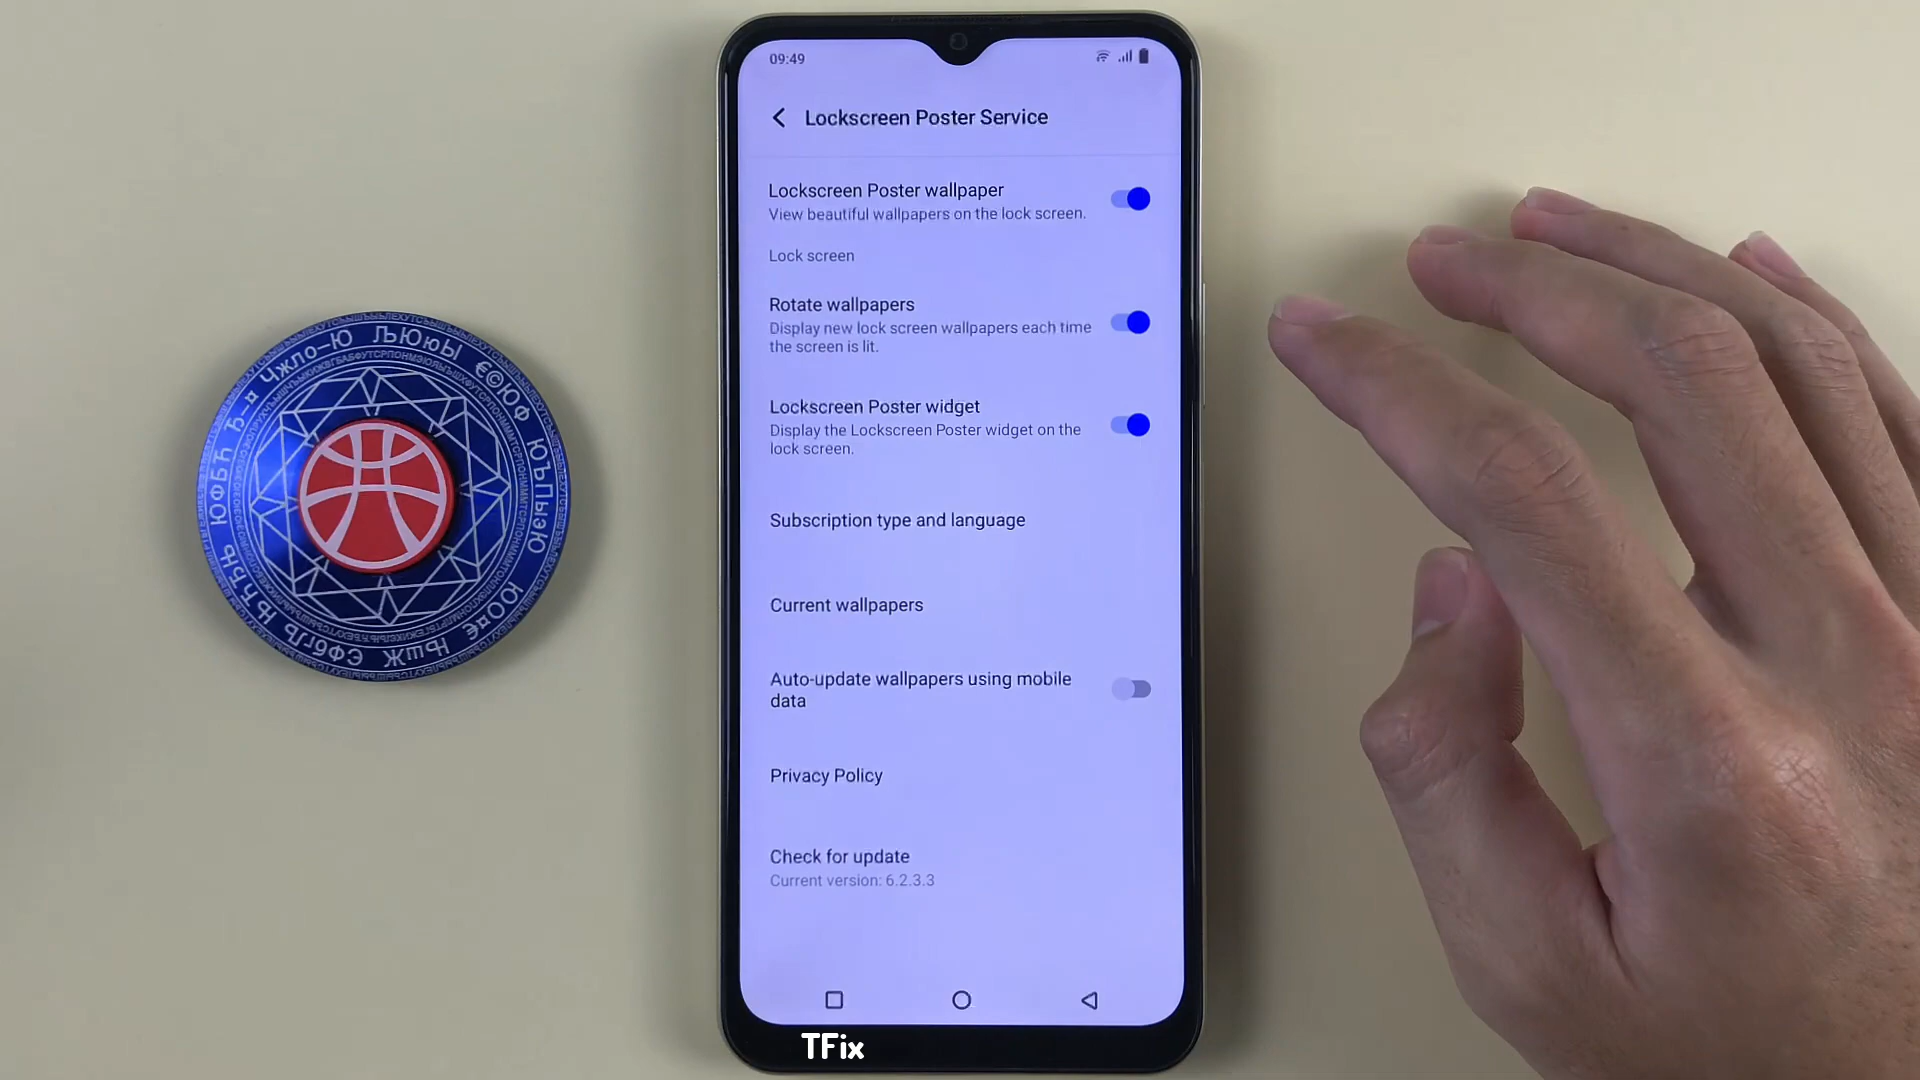 09:49
Lockscreen Poster Service
Lockscreen Poster wallpaper
View beautiful wallpapers on the lock screen.
Lock screen
Rotate wallpapers
Display new lock screen wallpapers each time
the screen is lit.
Lockscreen Poster widget
Display the Lockscreen Poster widget on the
lock screen.
Subscription type and language
Current wallpapers
Auto-update wallpapers using mobile
data
Privacy Policy
Check for update
Current version: 6.2.3.3
TFix